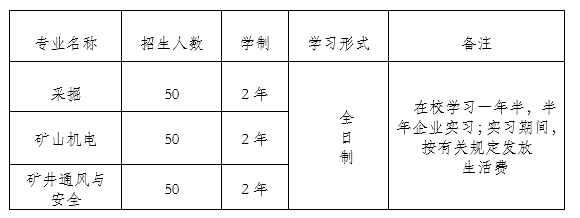 专业名称 招生人数 学制 学习形式 备注
采掘 50 2年
矿山机电 50 2年
矿井通风与
安全 50 2年
全
日
制
在校学习一年半，半
年企业实习；实习期间，
按有关规定发放
生活费